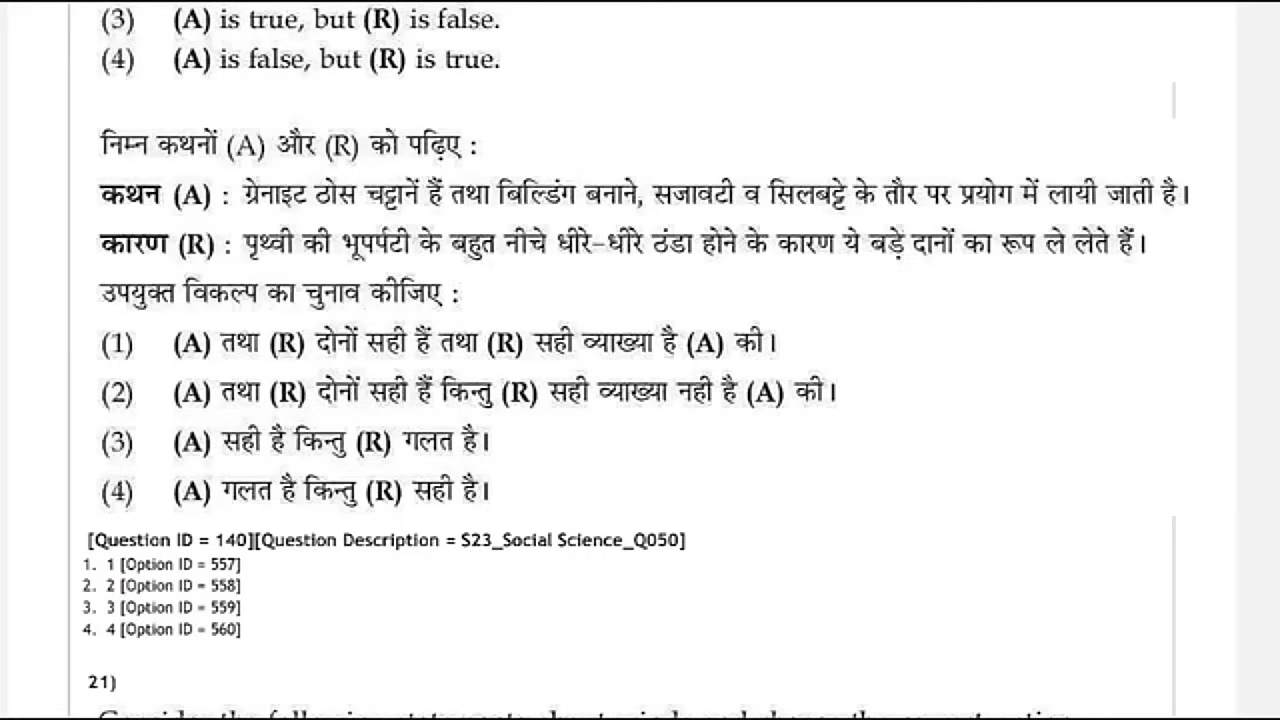 (3) (A) is true, but (R) is false.
(4) (A) is false, but (R) is true.
निम्न कथनों (A) और (R) को पढ़िए :
कथन (A) : ग्रेनाइट ठोस चट्टानें हैं तथा बिल्डिंग बनाने, सजावटी व सिलबट्टे के तौर पर प्रयोग में लायी जाती है।
कारण (R) : पृथ्वी की भूपर्पटी के बहुत नीचे धीरे-धीरे ठंडा होने के कारण ये बड़े दानों का रूप ले लेते हैं।
उपयुक्त विकल्प का चुनाव कीजिए :
(1) (A) तथा (R) दोनों सही हैं तथा (R) सही व्याख्या है (A) की।
(2) (A) तथा (R) दोनों सही हैं किन्तु (R) सही व्याख्या नही है (A) की।
(3) (A) सही है किन्तु (R) गलत है।
(4) (A) गलत है किन्तु (R) सही है।
[Question ID = 140][Question Description = S23_Social Science_Q050]
1. 1 [Option ID = 557]
2. 2 [Option ID = 558]
3. 3 [Option ID = 559]
4. 4 [Option ID = 560]
21)